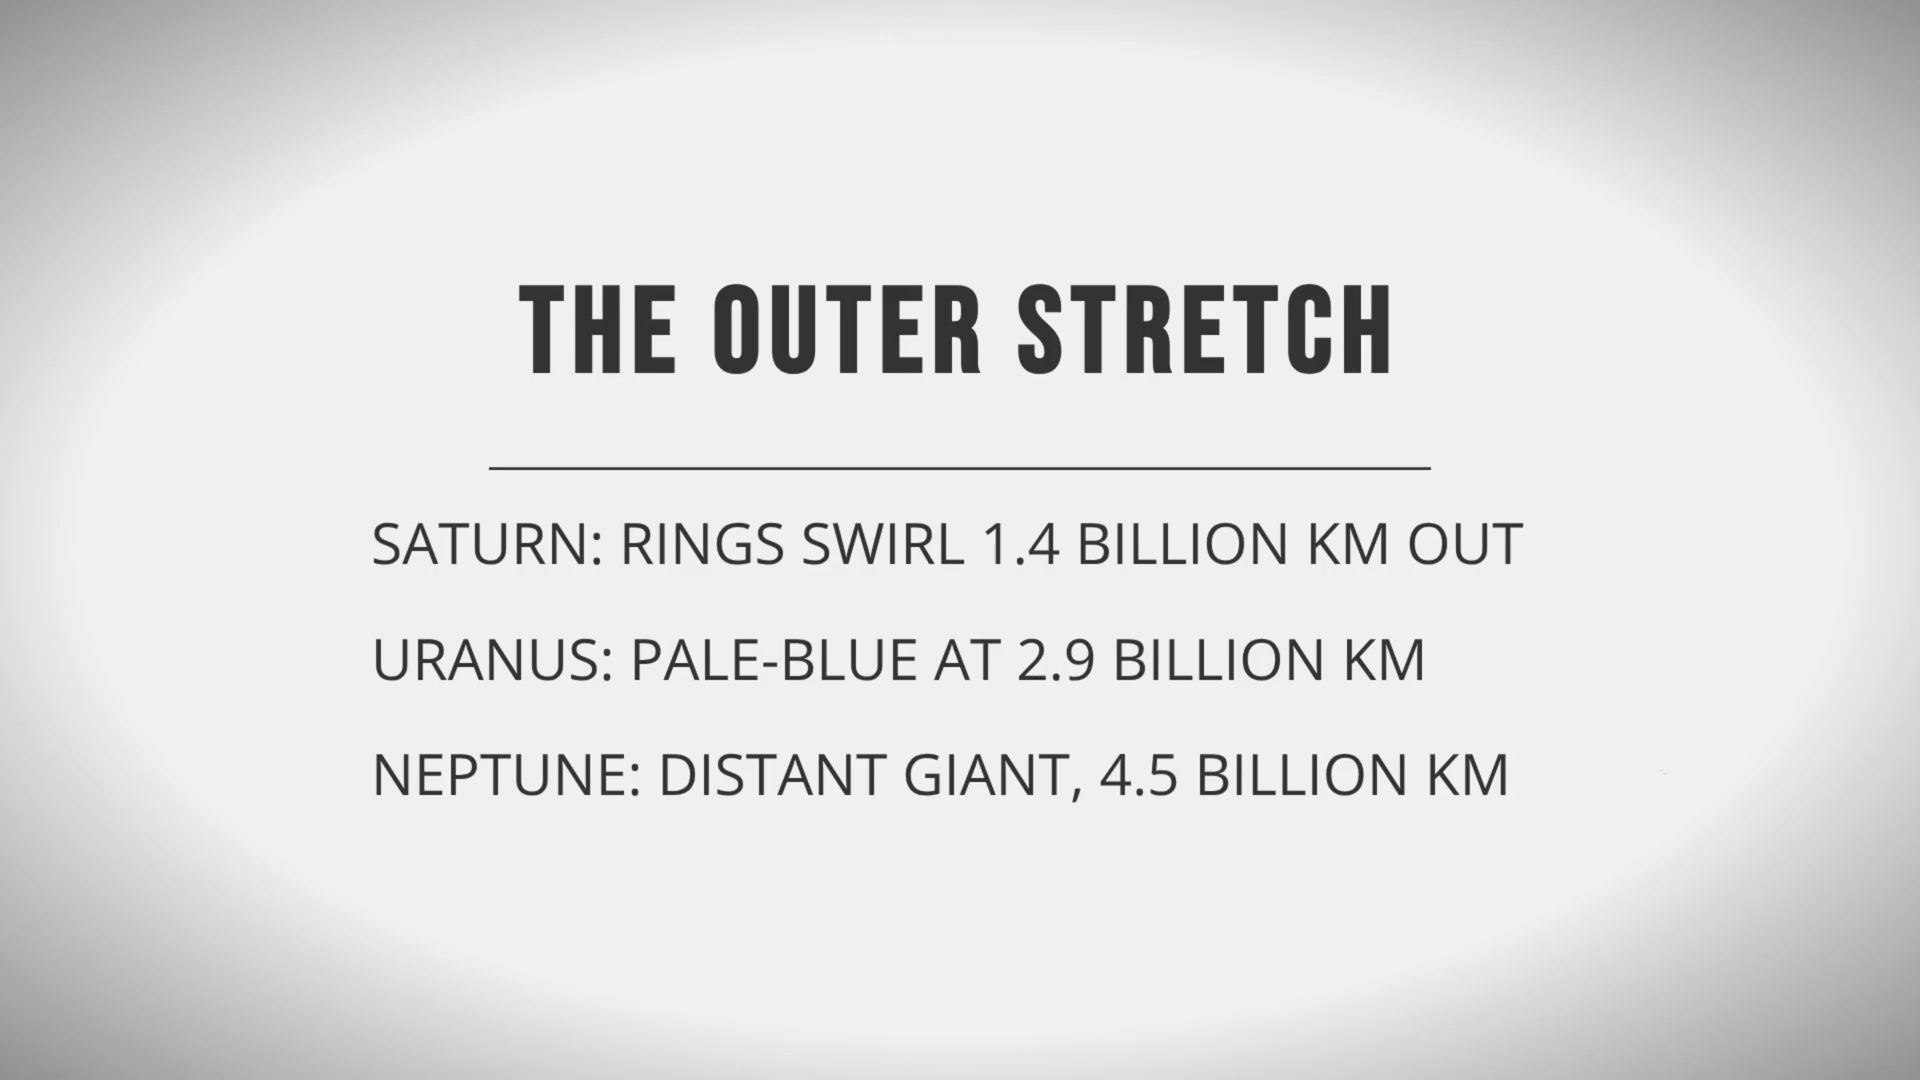 THE OUTER STRETCH
SATURN: RINGS SWIRL 1.4 BILLION KM OUT
URANUS: PALE-BLUE AT 2.9 BILLION KM
NEPTUNE: DISTANT GIANT, 4.5 BILLION KM